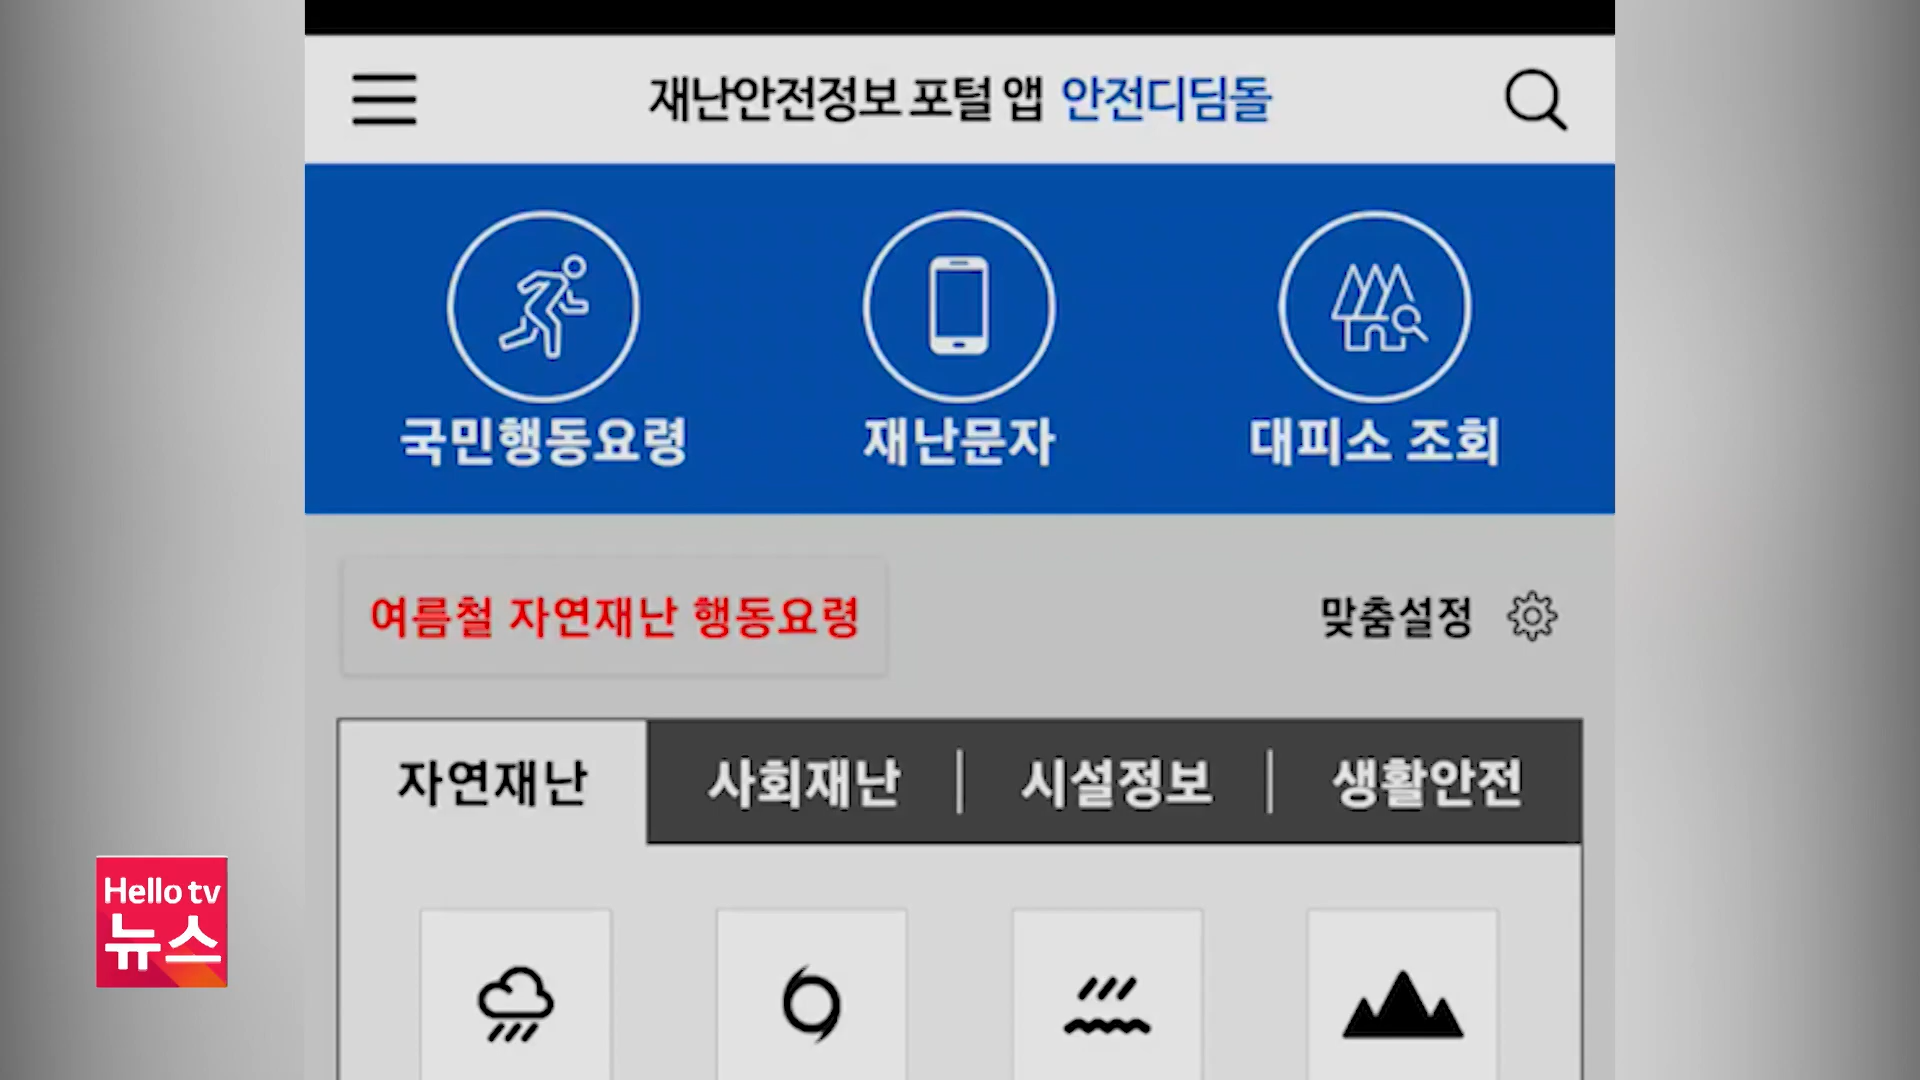 재난안전정보 포털 앱 안전디딤돌
국민행동요령 재난문자 대피소 조회
여름철 자연재난 행동요령 맞춤설정
자연재난 사회재난 시설정보 생활안전
Hello tv
뉴스